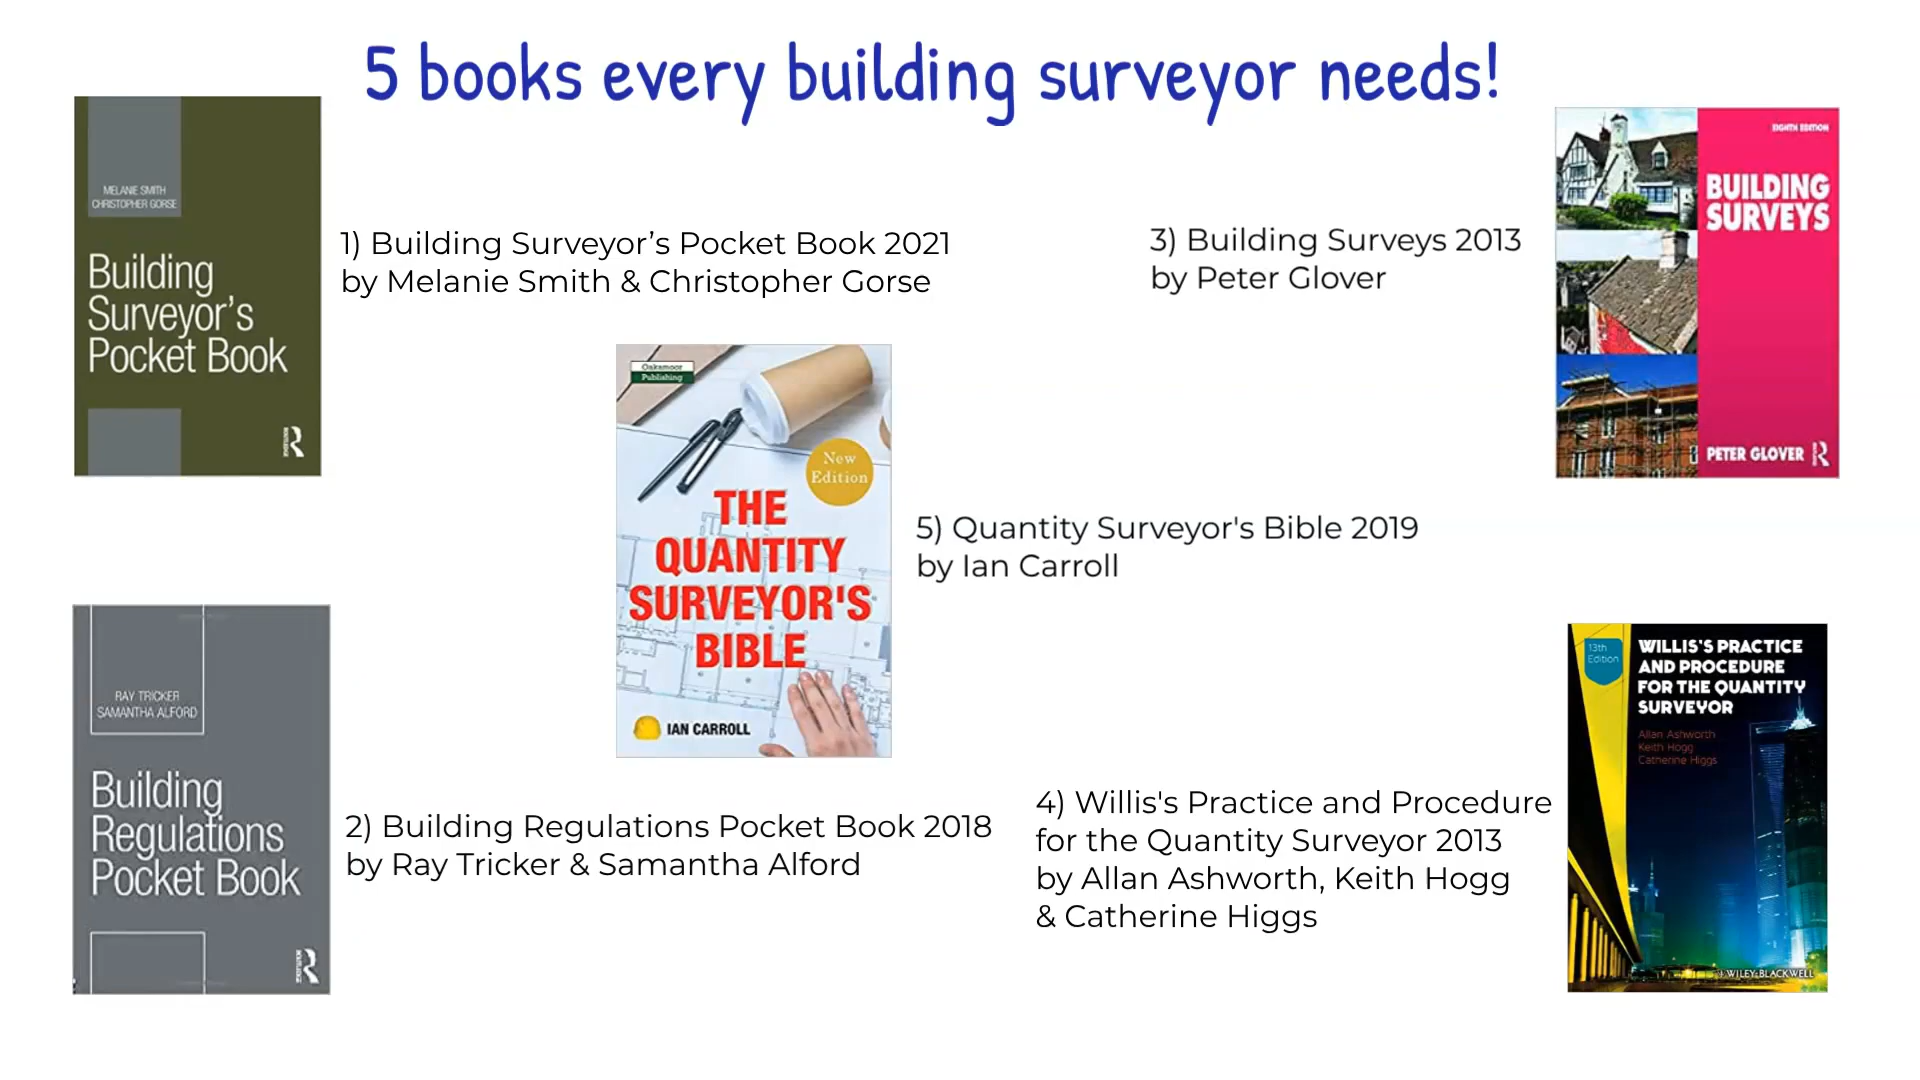 5 books every building surveyor needs!
MELANIE SMITH
CHRISTOPHER GORSE
Building
Surveyor's
Pocket Book
1) Building Surveyor’s Pocket Book 2021
by Melanie Smith & Christopher Gorse
3) Building Surveys 2013
by Peter Glover
EIGHTH EDITION
BUILDING
SURVEYS
PETER GLOVER
Oakamoor
Publishing
New
Edition
THE
QUANTITY
SURVEYOR'S
BIBLE
IAN CARROLL
5) Quantity Surveyor's Bible 2019
by Ian Carroll
RAY TRICKER
SAMANTHA ALFORD
Building
Regulations
Pocket Book
2) Building Regulations Pocket Book 2018
by Ray Tricker & Samantha Alford
4) Willis's Practice and Procedure
for the Quantity Surveyor 2013
by Allan Ashworth, Keith Hogg
& Catherine Higgs
13th
Edition
WILLIS'S PRACTICE
AND PROCEDURE
FOR THE QUANTITY
SURVEYOR
Allan Ashworth
Keith Hogg
Catherine Higgs
WILEY-BLACKWELL